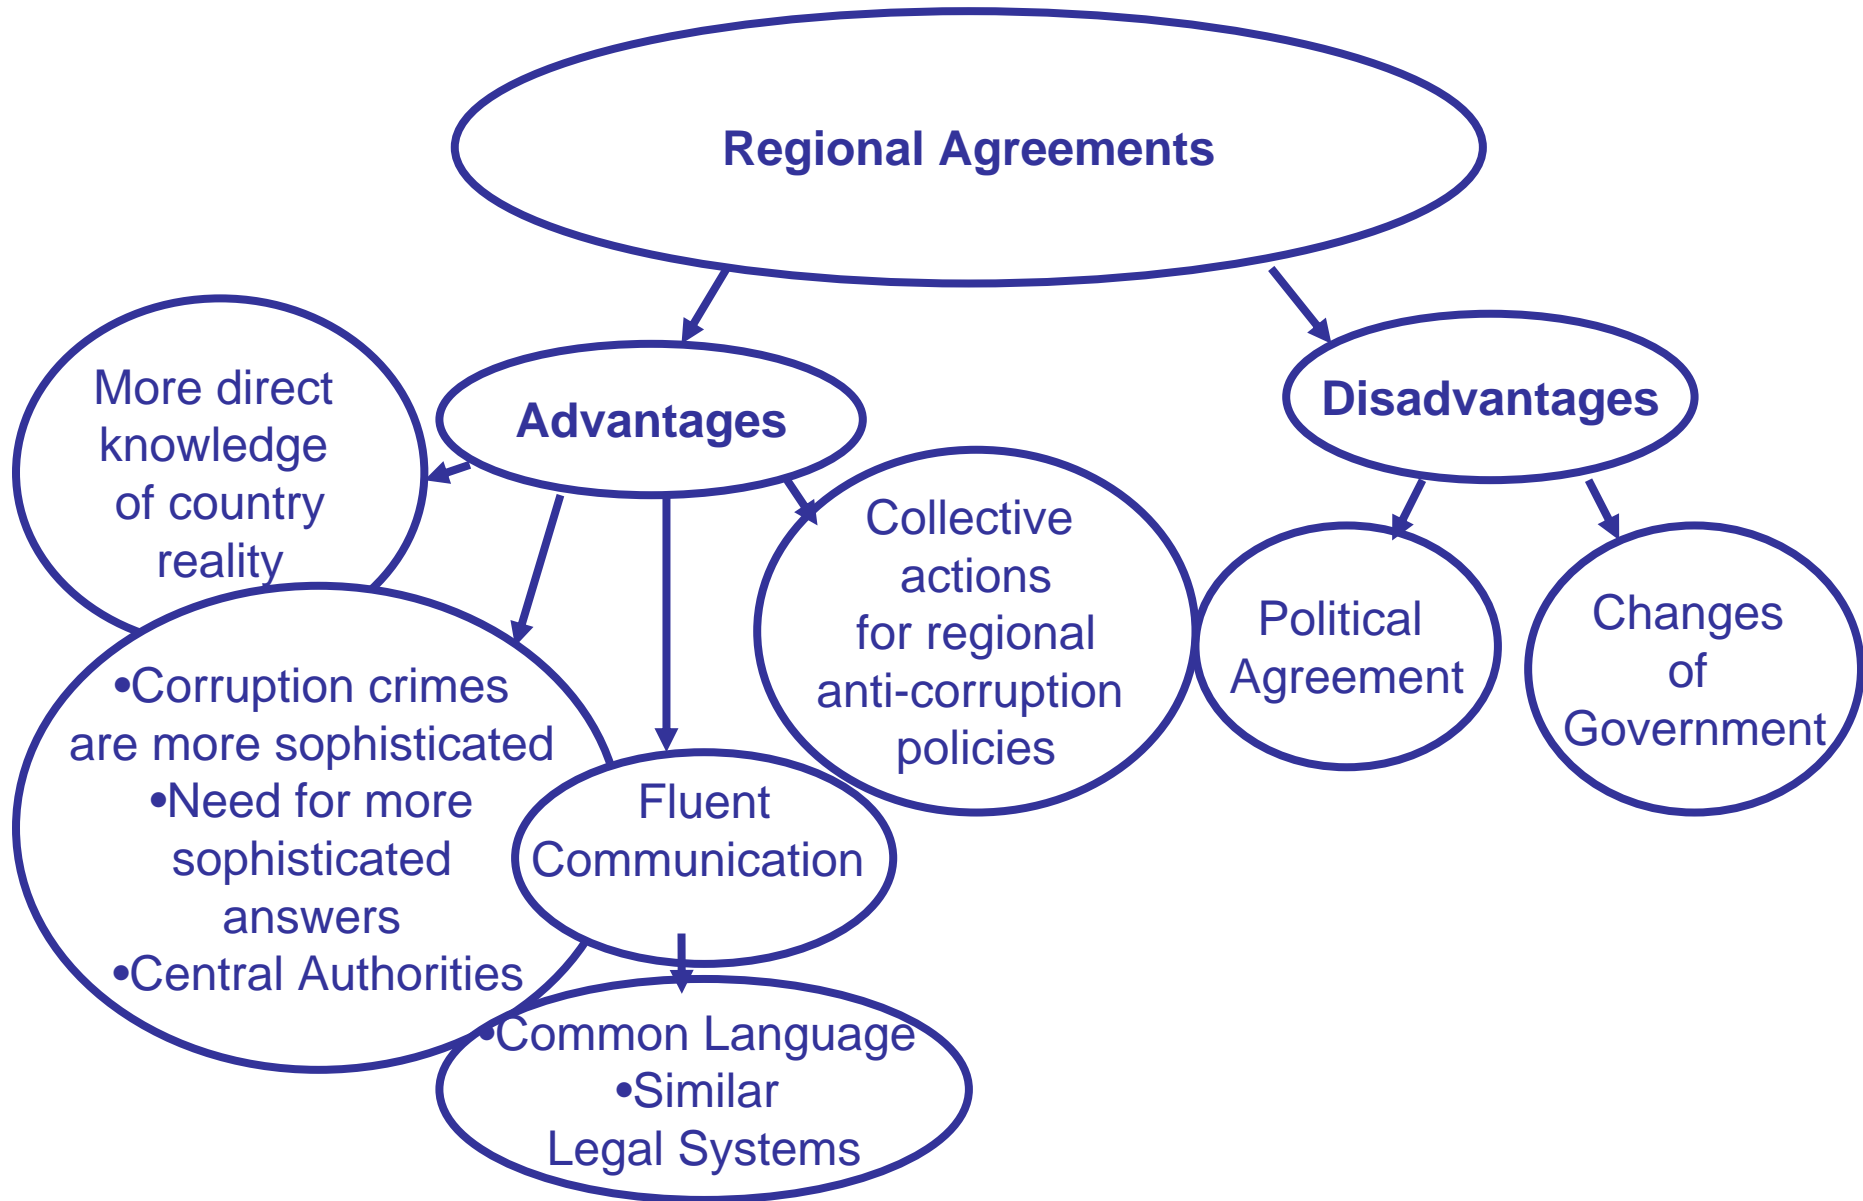 Regional Agreements
Advantages
Disadvantages
More direct
knowledge
of country
reality
•Corruption crimes
are more sophisticated
•Need for more
sophisticated
answers
•Central Authorities
Fluent
Communication
•Common Language
•Similar
Legal Systems
Collective
actions
for regional
anti-corruption
policies
Political
Agreement
Changes
of
Government